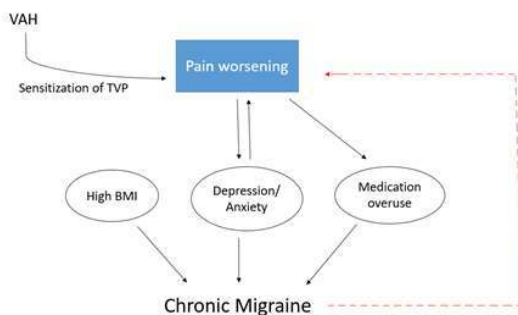 VAH
Pain worsening
Sensitization of TVP
High BMI
Depression/
Anxiety
Medication
overuse
Chronic Migraine